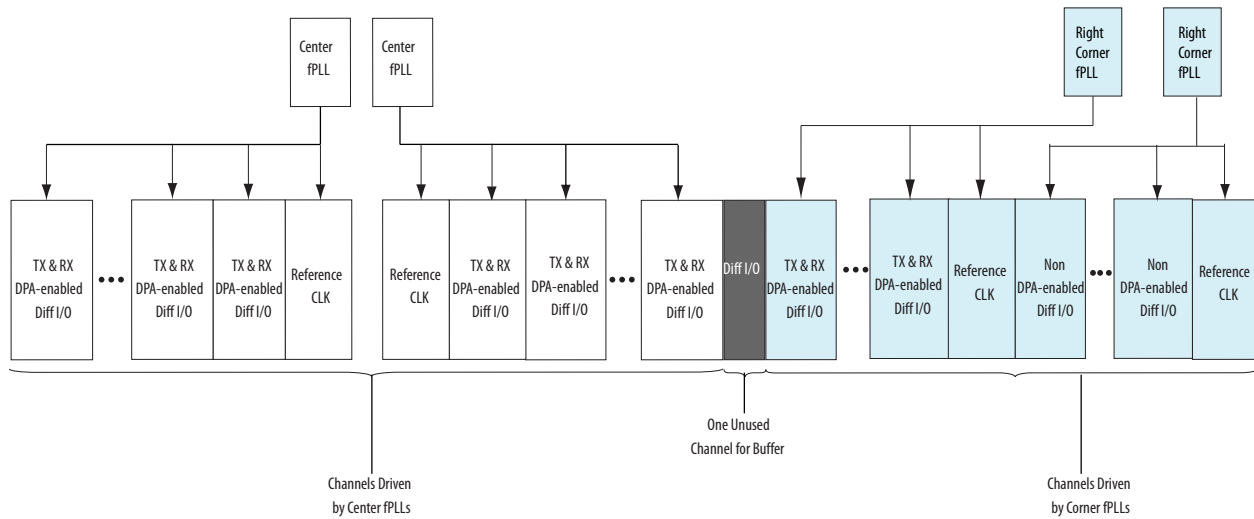 Center
fPLL
Center
fPLL
Right
Corner
fPLL
Right
Corner
fPLL
TX & RX
DPA-enabled
Diff I/O
TX & RX
DPA-enabled
Diff I/O
TX & RX
DPA-enabled
Diff I/O
Reference
CLK
Reference
CLK
TX & RX
DPA-enabled
Diff I/O
TX & RX
DPA-enabled
Diff I/O
TX & RX
DPA-enabled
Diff I/O
Diff I/O
TX & RX
DPA-enabled
Diff I/O
TX & RX
DPA-enabled
Diff I/O
Reference
CLK
Non
DPA-enabled
Diff I/O
Non
DPA-enabled
Diff I/O
Reference
CLK
One Unused
Channel for Buffer
Channels Driven
by Center fPLLs
Channels Driven
by Corner fPLLs